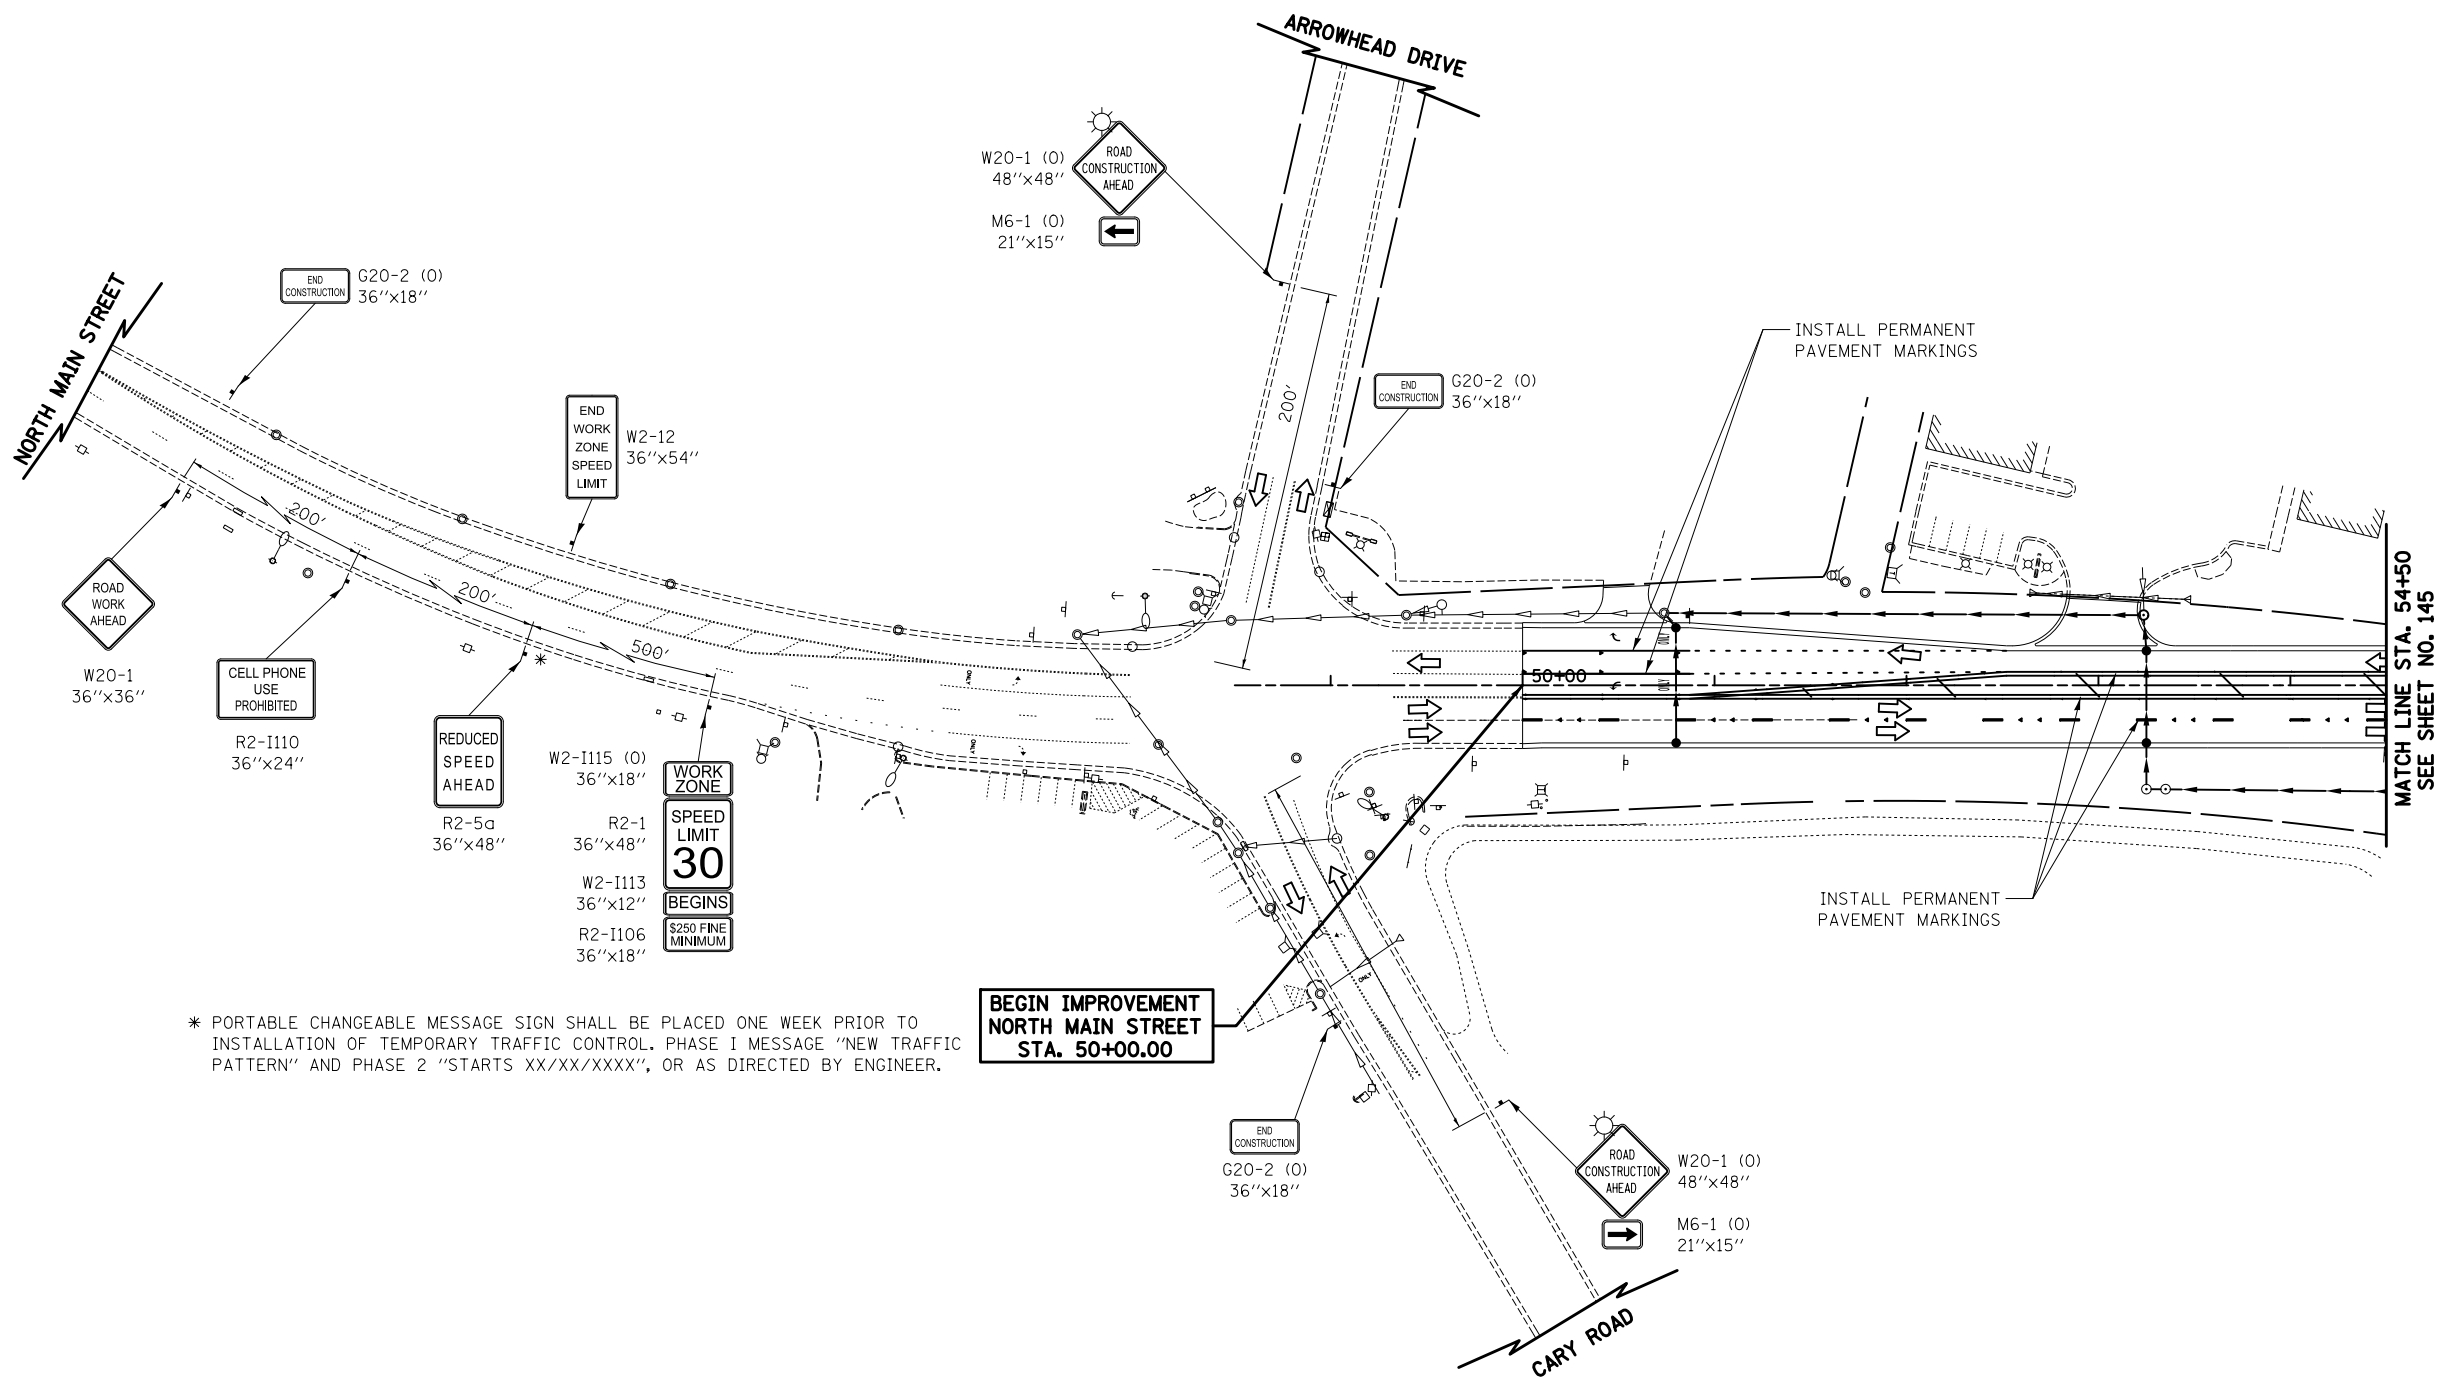 ARROWHEAD DRIVE
W20-1 (O)
48''x48''
ROAD
CONSTRUCTION
AHEAD
M6-1 (O)
21''x15''
NORTH MAIN STREET
END
CONSTRUCTION
G20-2 (O)
36''x18''
END
WORK
ZONE
SPEED
LIMIT
W2-12
36''x54''
200'
END
CONSTRUCTION
G20-2 (O)
36''x18''
INSTALL PERMANENT
PAVEMENT MARKINGS
200'
200'
500'
ROAD
WORK
AHEAD
W20-1
36''x36''
CELL PHONE
USE
PROHIBITED
R2-I110
36''x24''
REDUCED
SPEED
AHEAD
R2-5a
36''x48''
W2-I115 (O)
36''x18''
WORK
ZONE
R2-1
36''x48''
SPEED
LIMIT
30
W2-I113
36''x12''
BEGINS
R2-I106
36''x18''
$250 FINE
MINIMUM
ONLY
ONLY
ONLY
ONLY
50+00
MATCH LINE STA. 54+50
SEE SHEET NO. 145
INSTALL PERMANENT
PAVEMENT MARKINGS
BEGIN IMPROVEMENT
NORTH MAIN STREET
STA. 50+00.00
* PORTABLE CHANGEABLE MESSAGE SIGN SHALL BE PLACED ONE WEEK PRIOR TO
INSTALLATION OF TEMPORARY TRAFFIC CONTROL. PHASE I MESSAGE "NEW TRAFFIC
PATTERN" AND PHASE 2 "STARTS XX/XX/XXXX", OR AS DIRECTED BY ENGINEER.
END
CONSTRUCTION
G20-2 (O)
36''x18''
ROAD
CONSTRUCTION
AHEAD
W20-1 (O)
48''x48''
M6-1 (O)
21''x15''
CARY ROAD